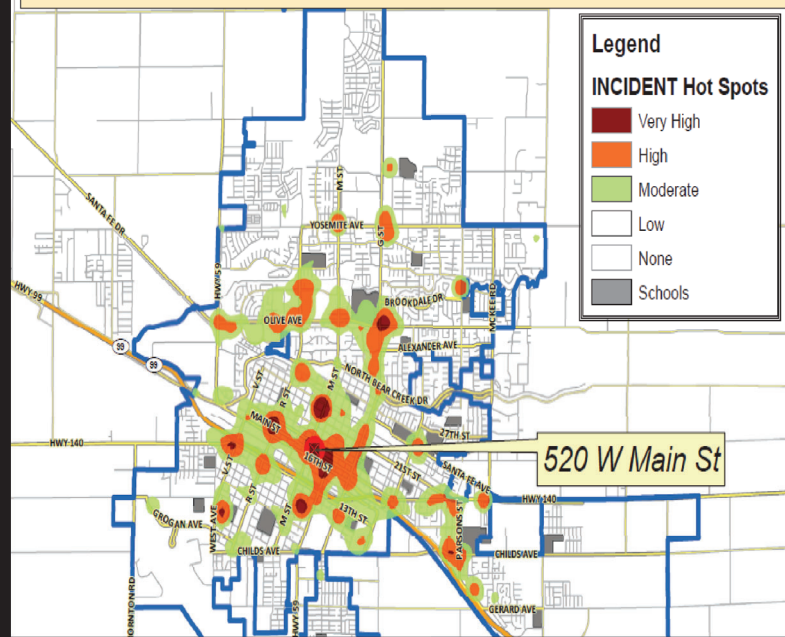 Legend
INCIDENT Hot Spots
Very High
High
Moderate
Low
None
Schools
M ST
SANTA FE DR
YOSEMITE AVE
G ST
HWY 59
HWY 99
BROOKDALE DR
MCKEE RD
OLIVE AVE
99
ALEXANDER AVE
99
NORTH BEAR CREEK DR
V ST
R ST
M ST
MAIN ST
27TH ST
HWY 140
16TH ST
520 W Main St
21ST ST
SANTA FE AVE
V ST
R ST
M ST
13TH ST
HWY 140
GROGAN AVE
WEST AVE
PARSONS ST
CHILDS AVE
CHILDS AVE
GERARD AVE
HWY 59